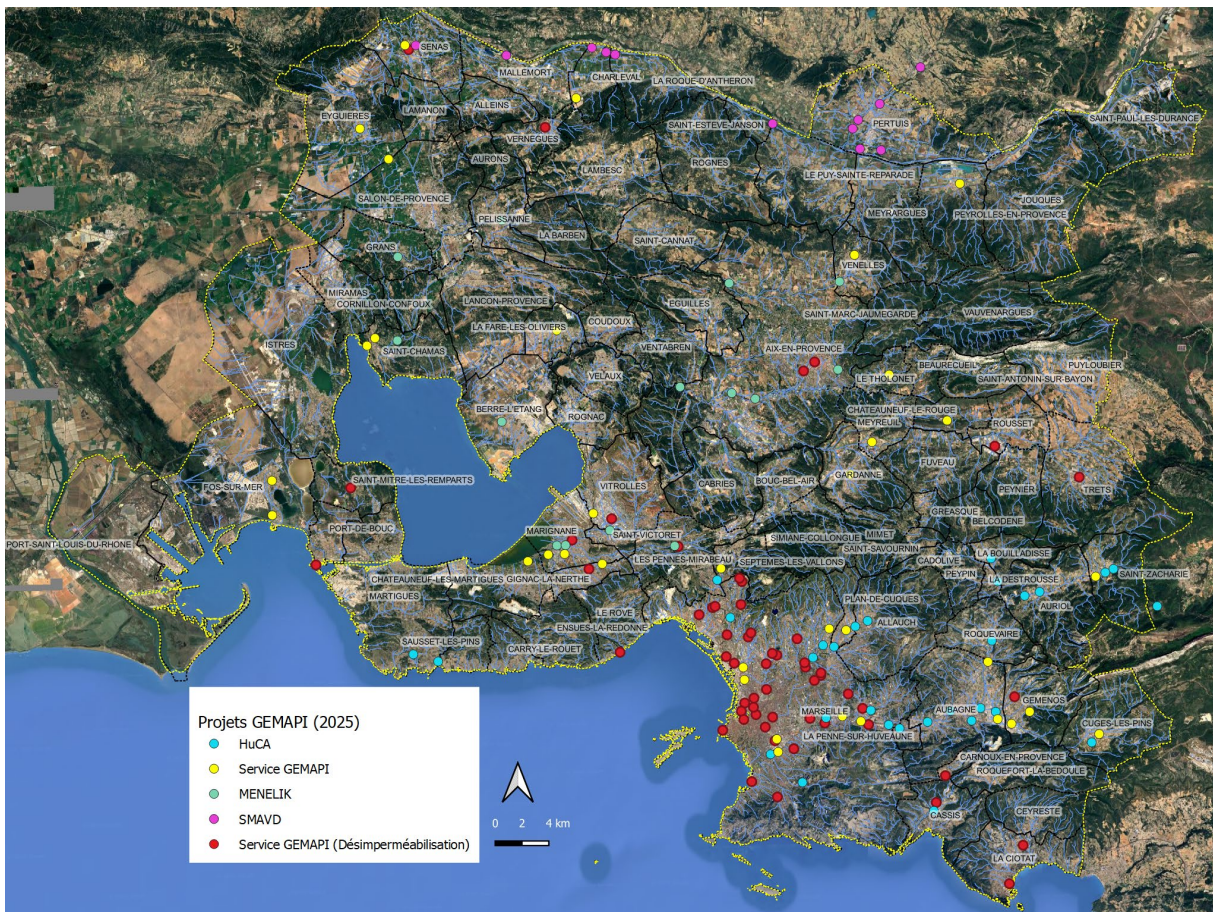 SENAS
MALLEMORT
CHARLEVAL
LA ROQUE-D'ANTHERON
EYGUIERES
LAMANON
ALLEINS
VERNEGUES
SAINT-ESTEVE-JANSON
PERTUIS
SAINT-PAUL-LES-DURANCE
AURONS
LAMBESC
ROGNES
LE PUY-SAINTE-REPARADE
SALON-DE-PROVENCE
MEYRARGUES
JOUQUES
PEYROLLES-EN-PROVENCE
PELISSANNE
LA BARBEN
SAINT-CANNAT
GRANS
VENELLES
MIRAMAS
CORNILLON-CONFOUX
LANCON-PROVENCE
EGUILLES
SAINT-MARC-JAUMEGARDE
VAUVENARGUES
LA FARE-LES-OLIVIERS
COUDOUX
ISTRES
SAINT-CHAMAS
VENTABREN
AIX-EN-PROVENCE
BEAURECUEIL
PUYLOUBIER
LE THOLONET
SAINT-ANTONIN-SUR-BAYON
VELAUX
BERRE-L'ETANG
ROGNAC
CHATEAUNEUF-LE-ROUGE
MEYREUIL
ROUSSET
FUVEAU
GARDANNE
SAINT-MITRE-LES-REMPARTS
FOS-SUR-MER
VITROLLES
CABRIES
BOUC-BEL-AIR
PEYNIER
TRETS
GREASQUE
BELCODENE
PORT-DE-BOUC
MARIGNANE
SAINT-VICTORET
SIMIANE-COLLONGUE
MIMET
PORT-SAINT-LOUIS-DU-RHONE
SAINT-SAVOURNIN
LES PENNES-MIRABEAU
SEPTEMES-LES-VALLONS
CADOLIVE
LA BOUILLADISSE
PEYPIN
LA DESTROUSSE
SAINT-ZACHARIE
CHATEAUNEUF-LES-MARTIGUES
GIGNAC-LA-NERTHE
MARTIGUES
LE ROVE
ENSUES-LA-REDONNE
PLAN-DE-CUQUES
ALLAUCH
AURIOL
ROQUEVAIRE
SAUSSET-LES-PINS
CARRY-LE-ROUET
MARSEILLE
AUBAGNE
GEMENOS
CUGES-LES-PINS
LA PENNE-SUR-HUVEAUNE
CARNOUX-EN-PROVENCE
ROQUEFORT-LA-BEDOULE
CASSIS
CEYRESTE
LA CIOTAT
Projets GEMAPI (2025)
HuCA
Service GEMAPI
MENELIK
SMAVD
Service GEMAPI (Désimperméabilisation)
0 2 4 km